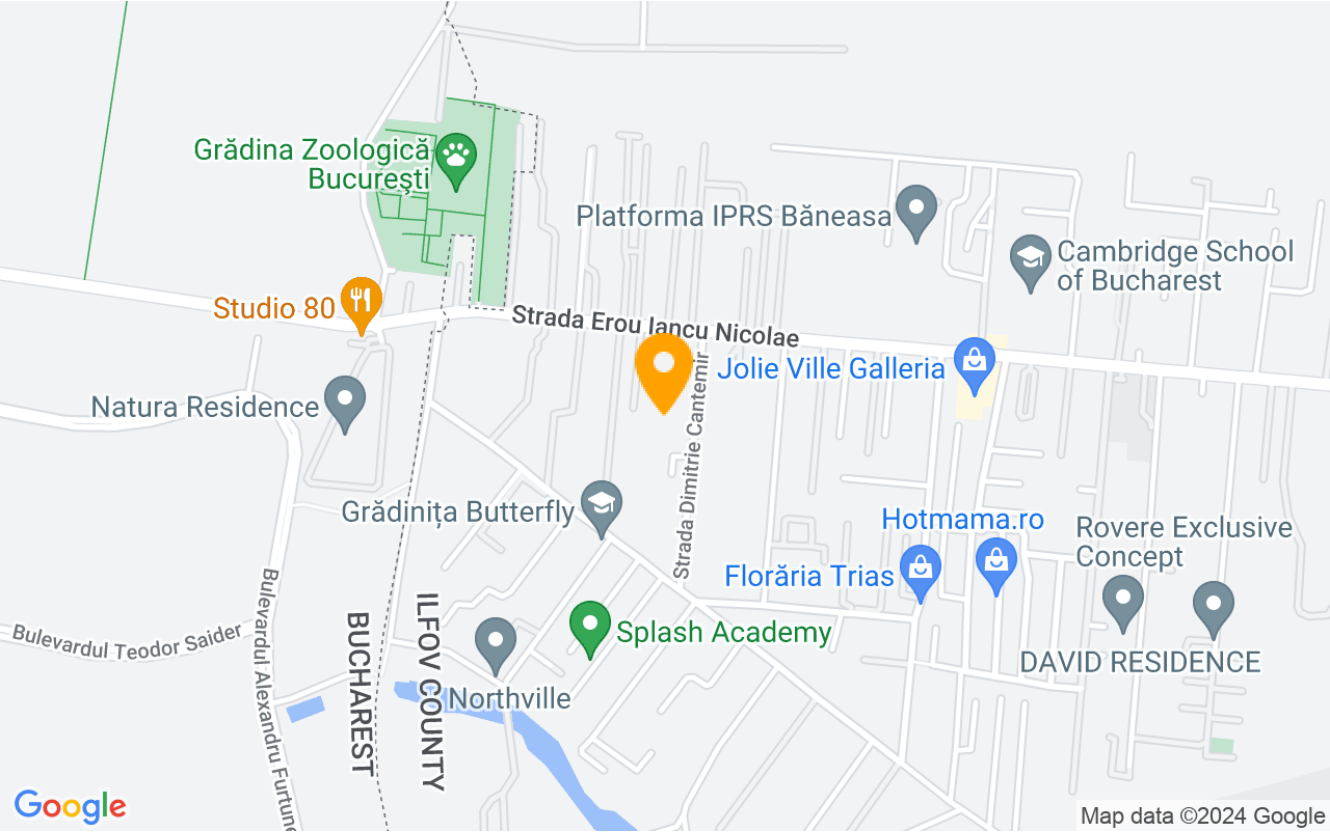 Grădina Zoologică
București
Platforma IPRS Băneasa
Cambridge School
of Bucharest
Studio 80
Strada Erou Iancu Nicolae
Jolie Ville Galleria
Natura Residence
Strada Dimitrie Cantemir
Grădinița Butterfly
Hotmama.ro
Rovere Exclusive
Concept
Florăria Trias
Bulevardul Teodor Saider
Bulevardul Alexandru Furtun
BUCHAREST
ILFOV COUNTY
Splash Academy
DAVID RESIDENCE
Northville
Google
Map data ©2024 Google